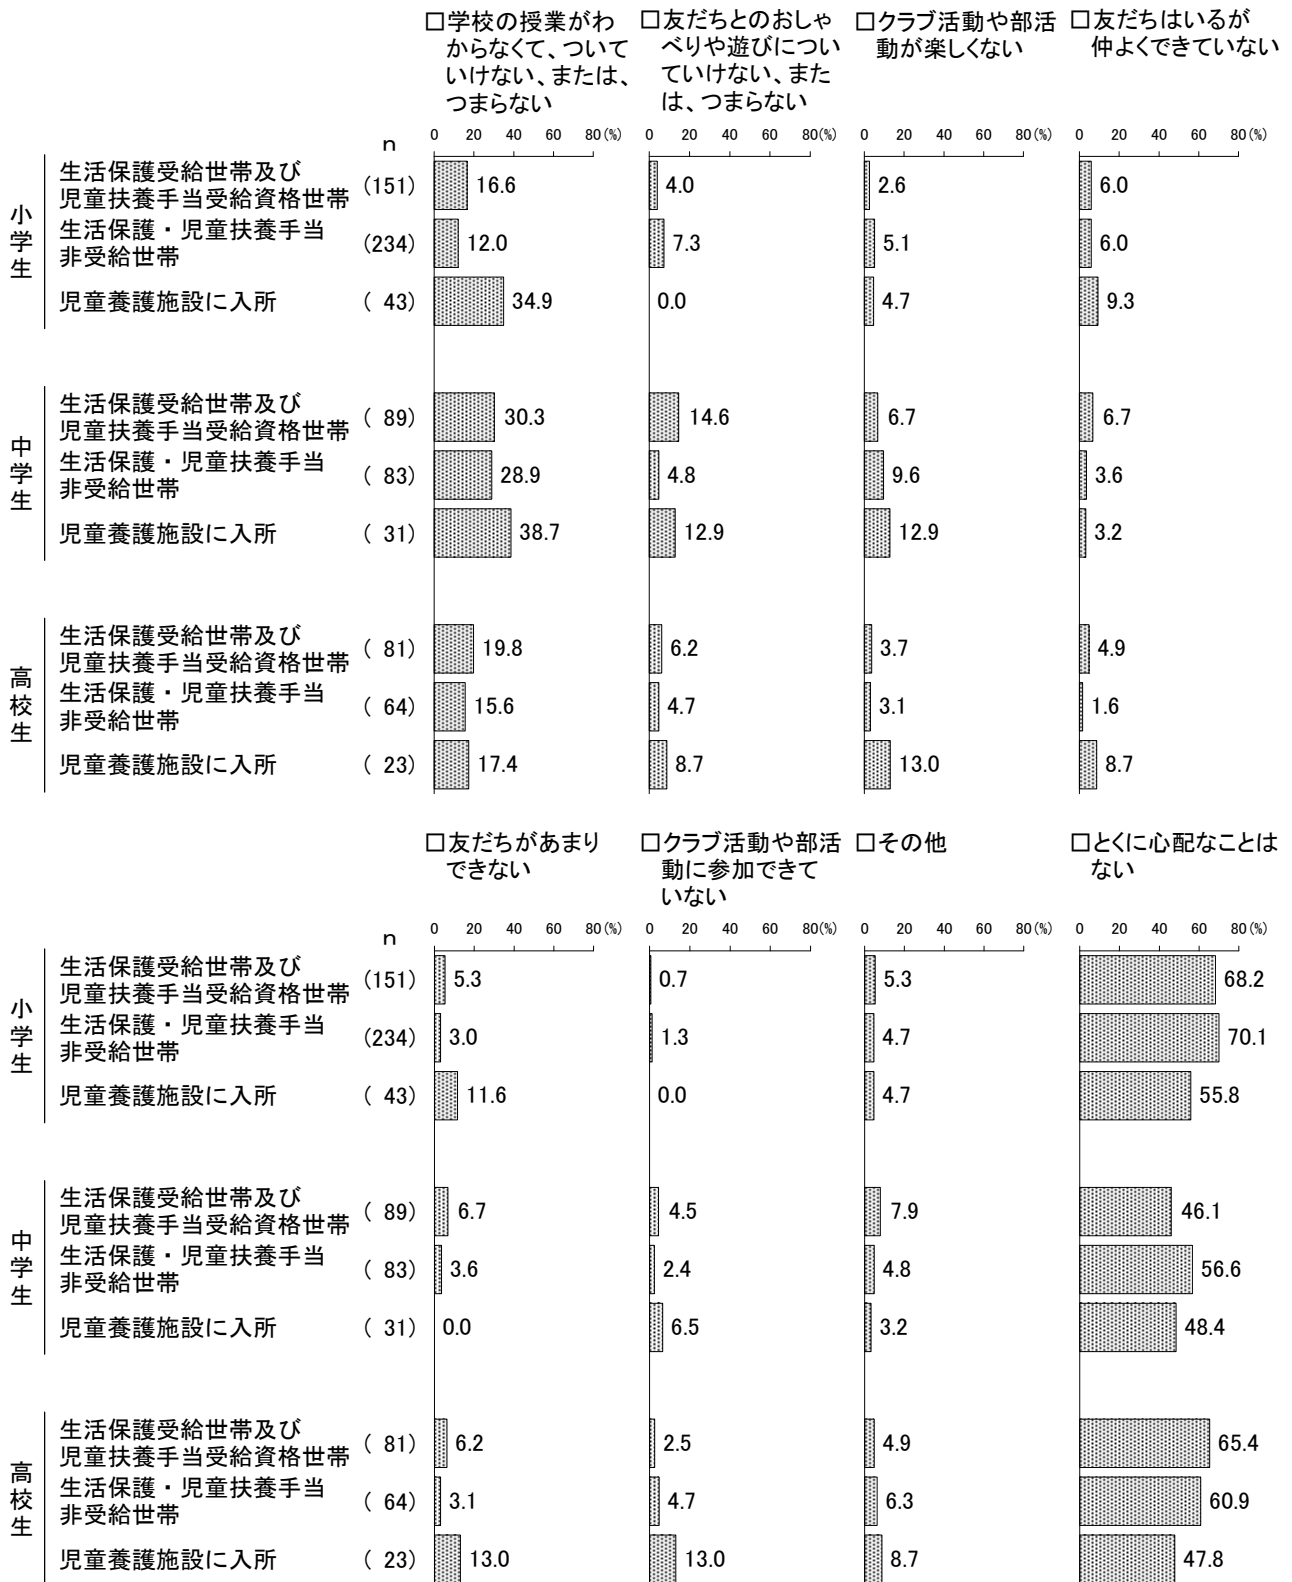 □学校の授業がわ
からなくて、ついて
いけない、または、
つまらない
□友だちとのおしゃ
べりや遊びについ
ていけない、また
は、つまらない
□クラブ活動や部活
動が楽しくない
□友だちはいるが
仲よくできていない
n
0 20 40 60 80(%)
0 20 40 60 80(%)
0 20 40 60 80(%)
0 20 40 60 80(%)
小学生
生活保護受給世帯及び
児童扶養手当受給資格世帯 (151) 16.6 4.0 2.6 6.0
生活保護・児童扶養手当
非受給世帯 (234) 12.0 7.3 5.1 6.0
児童養護施設に入所 ( 43) 34.9 0.0 4.7 9.3
中学生
生活保護受給世帯及び
児童扶養手当受給資格世帯 ( 89) 30.3 14.6 6.7 6.7
生活保護・児童扶養手当
非受給世帯 ( 83) 28.9 4.8 9.6 3.6
児童養護施設に入所 ( 31) 38.7 12.9 12.9 3.2
高校生
生活保護受給世帯及び
児童扶養手当受給資格世帯 ( 81) 19.8 6.2 3.7 4.9
生活保護・児童扶養手当
非受給世帯 ( 64) 15.6 4.7 3.1 1.6
児童養護施設に入所 ( 23) 17.4 8.7 13.0 8.7
□友だちがあまり
できない
□クラブ活動や部活
動に参加できて
いない
□その他
□とくに心配なことは
ない
n
0 20 40 60 80(%)
0 20 40 60 80(%)
0 20 40 60 80(%)
0 20 40 60 80(%)
小学生
生活保護受給世帯及び
児童扶養手当受給資格世帯 (151) 5.3 0.7 5.3 68.2
生活保護・児童扶養手当
非受給世帯 (234) 3.0 1.3 4.7 70.1
児童養護施設に入所 ( 43) 11.6 0.0 4.7 55.8
中学生
生活保護受給世帯及び
児童扶養手当受給資格世帯 ( 89) 6.7 4.5 7.9 46.1
生活保護・児童扶養手当
非受給世帯 ( 83) 3.6 2.4 4.8 56.6
児童養護施設に入所 ( 31) 0.0 6.5 3.2 48.4
高校生
生活保護受給世帯及び
児童扶養手当受給資格世帯 ( 81) 6.2 2.5 4.9 65.4
生活保護・児童扶養手当
非受給世帯 ( 64) 3.1 4.7 6.3 60.9
児童養護施設に入所 ( 23) 13.0 13.0 8.7 47.8